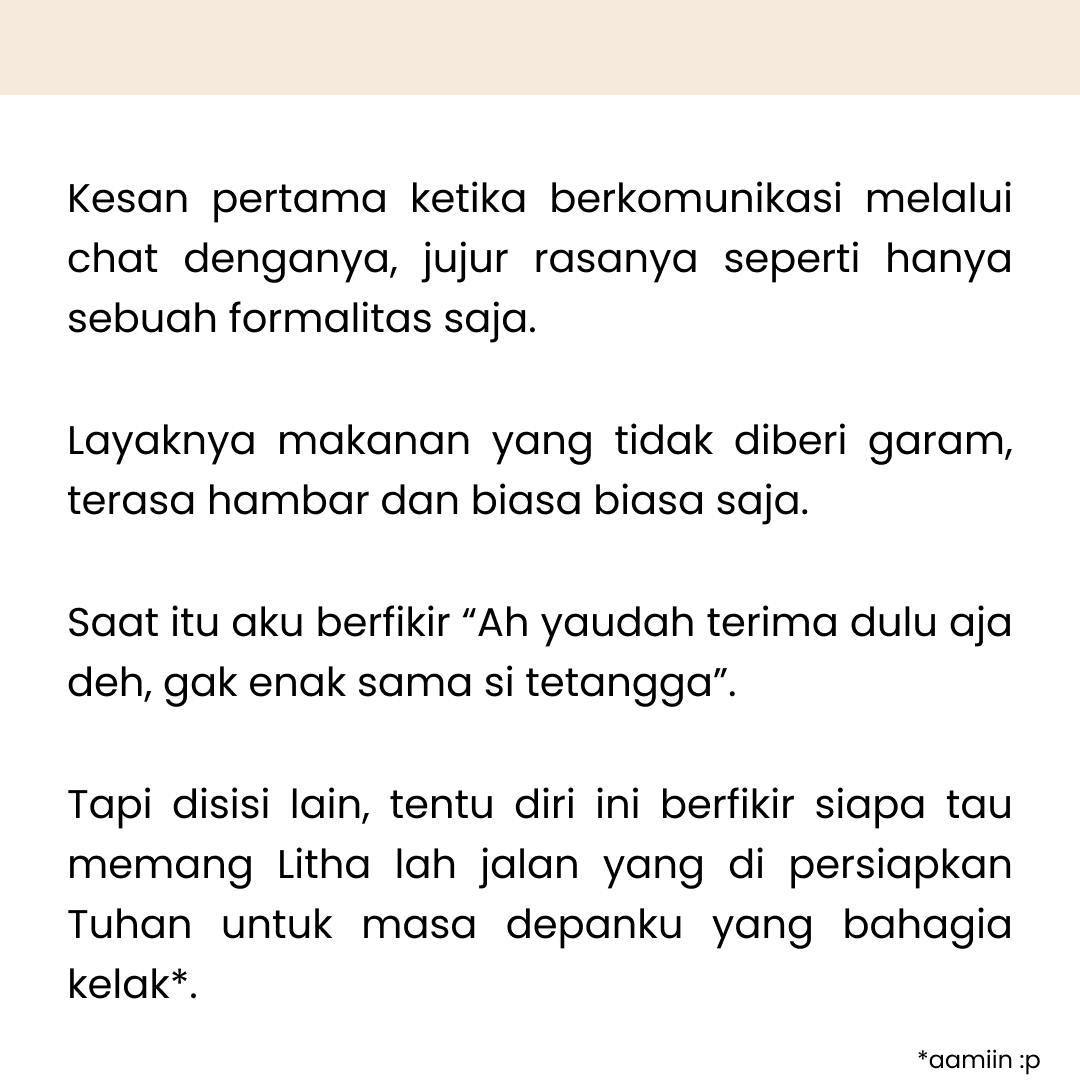 Kesan pertama ketika berkomunikasi melalui
chat denganya, jujur rasanya seperti hanya
sebuah formalitas saja.
Layaknya makanan yang tidak diberi garam,
terasa hambar dan biasa biasa saja.
Saat itu aku berfikir “Ah yaudah terima dulu aja
deh, gak enak sama si tetangga”.
Tapi disisi lain, tentu diri ini berfikir siapa tau
memang Litha lah jalan yang di persiapkan
Tuhan untuk masa depanku yang bahagia
kelak*.
*aamiin :p